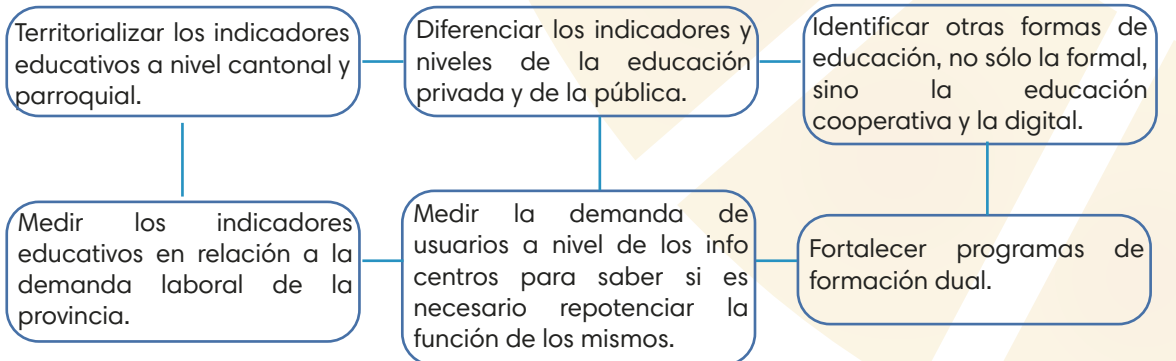 Territorializar los indicadores
educativos a nivel cantonal y
parroquial.
Diferenciar los indicadores y
niveles de la educación
privada y de la pública.
Identificar otras formas de
educación, no sólo la formal,
sino la educación
cooperativa y la digital.
Medir los indicadores
educativos en relación a la
demanda laboral de la
provincia.
Medir la demanda de
usuarios a nivel de los info
centros para saber si es
necesario repotenciar la
función de los mismos.
Fortalecer programas de
formación dual.